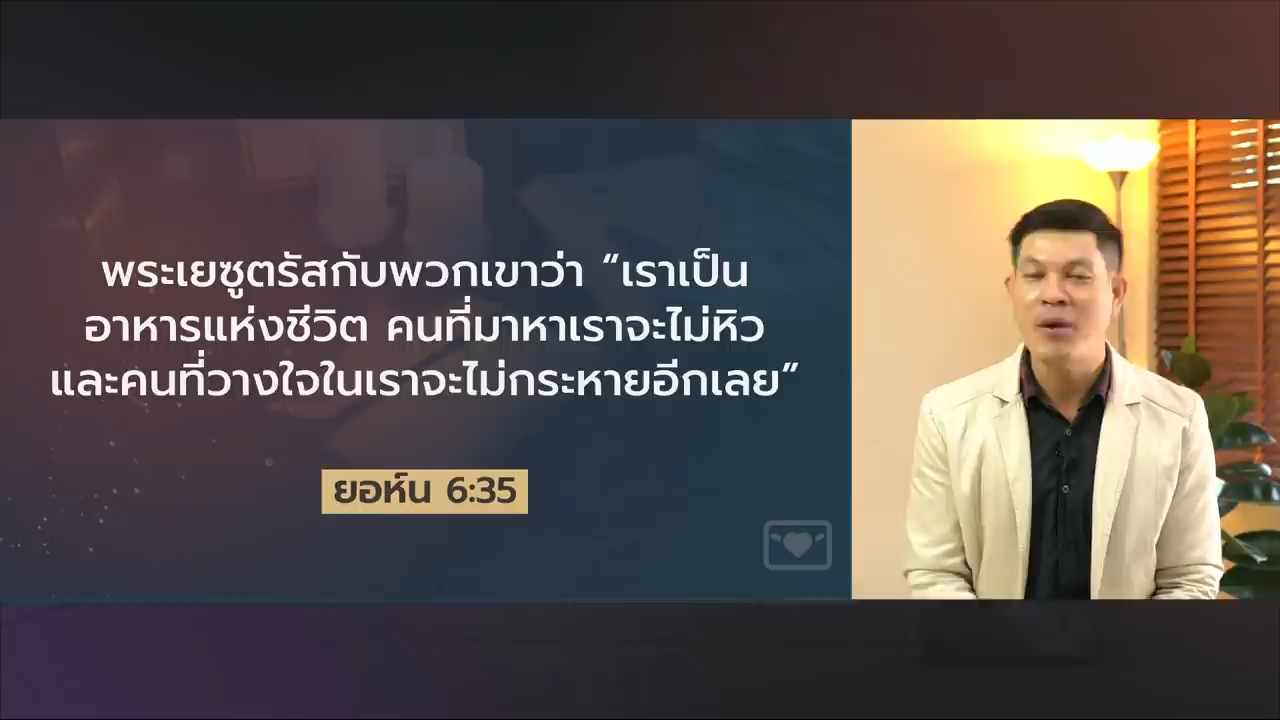 พระเยซูตรัสกับพวกเขาว่า “เราเป็น
อาหารแห่งชีวิต คนที่มาหาเราจะไม่หิว
และคนที่วางใจในเราจะไม่กระหายอีกเลย”
ยอห์น 6:35